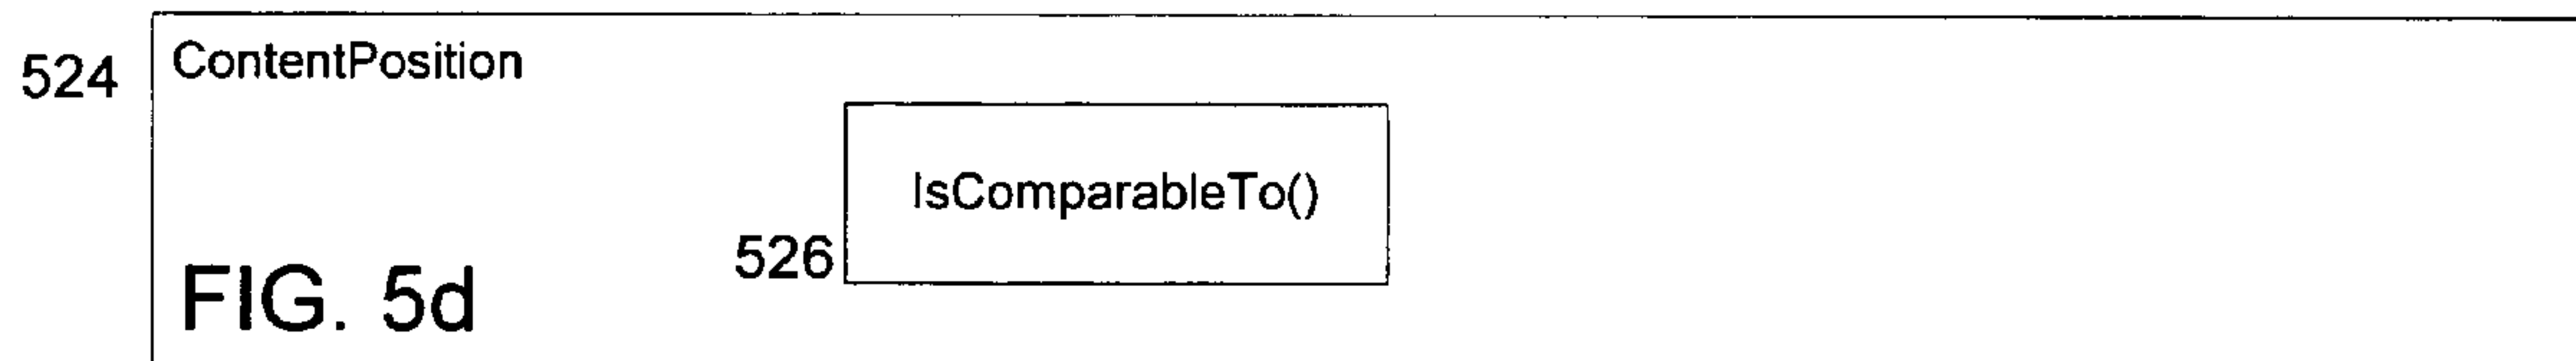 524
ContentPosition
IsComparableTo()
526
FIG. 5d